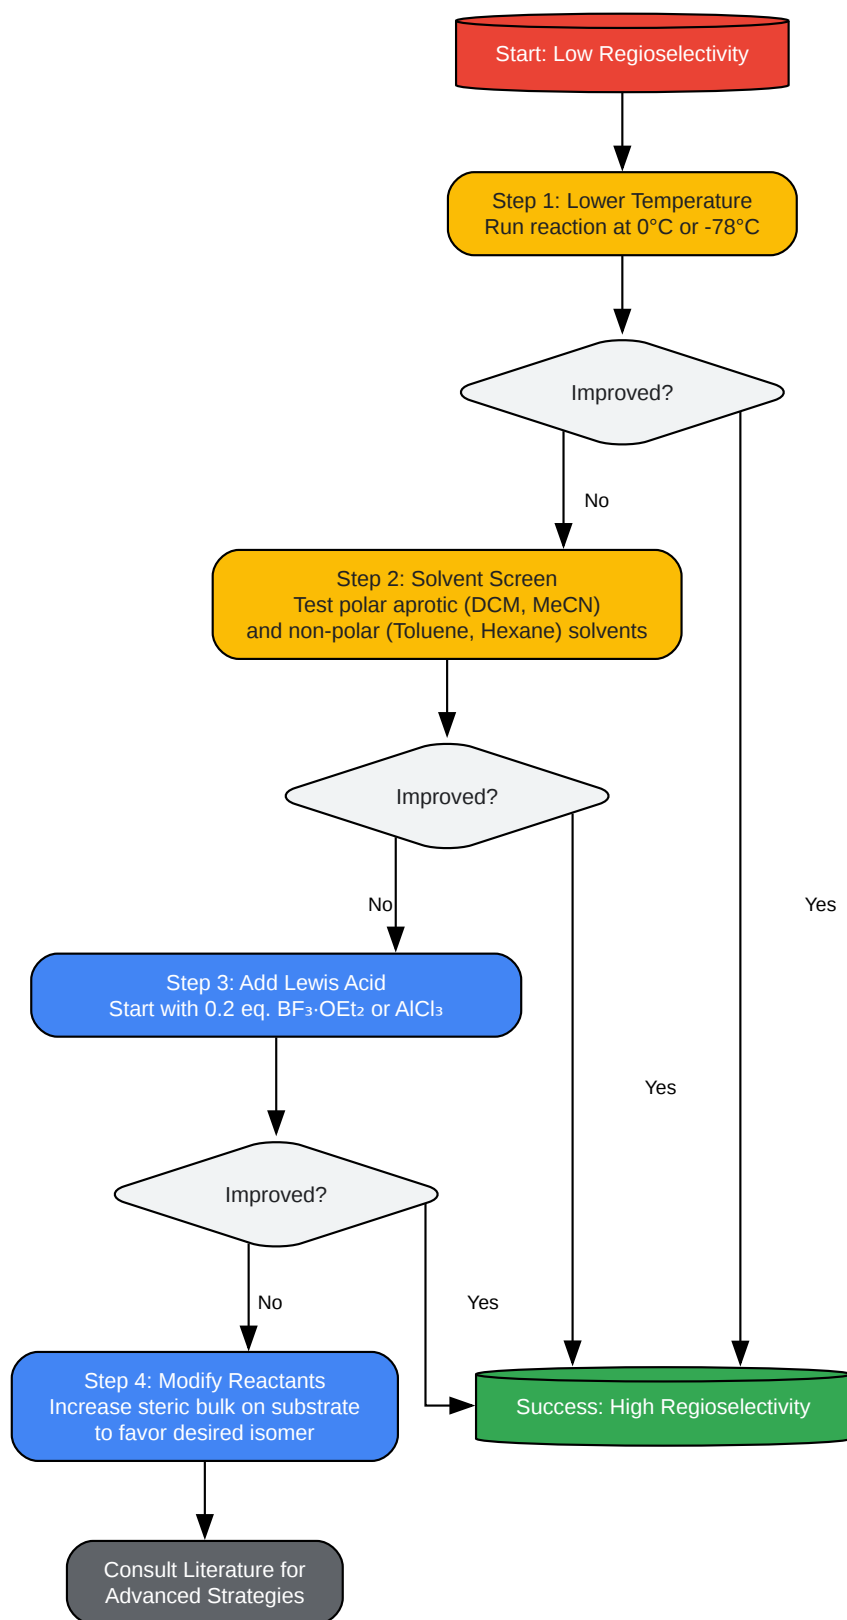 Start: Low Regioselectivity
Step 1: Lower Temperature
Run reaction at 0°C or -78°C
Improved?
No
Step 2: Solvent Screen
Test polar aprotic (DCM, MeCN)
and non-polar (Toluene, Hexane) solvents
Improved?
No
Yes
Step 3: Add Lewis Acid
Start with 0.2 eq. BF₃·OEt₂ or AlCl₃
Yes
Improved?
No
Yes
Step 4: Modify Reactants
Increase steric bulk on substrate
to favor desired isomer
Success: High Regioselectivity
Consult Literature for
Advanced Strategies